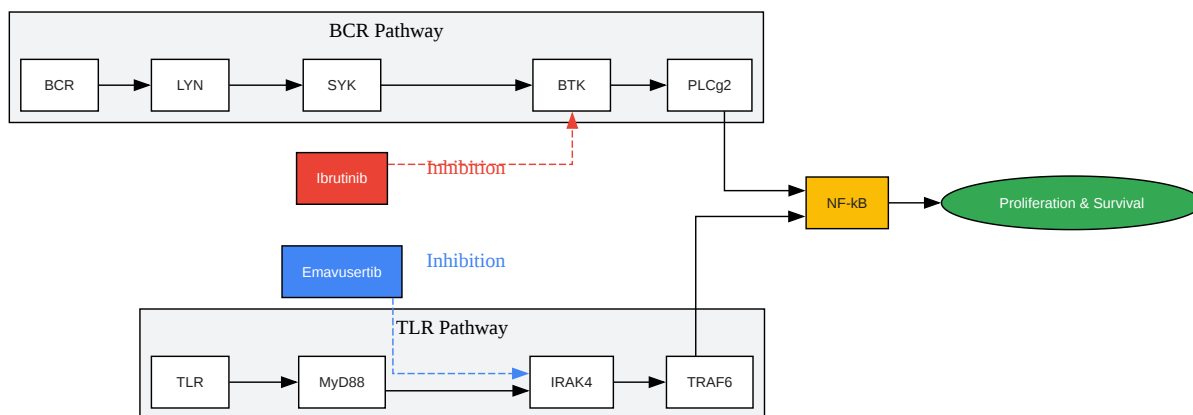 BCR Pathway
BCR
LYN
SYK
BTK
PLCg2
Ibrutinib
Inhibition
NF-kB
Proliferation & Survival
Emavusertib
Inhibition
TLR Pathway
TLR
MyD88
IRAK4
TRAF6